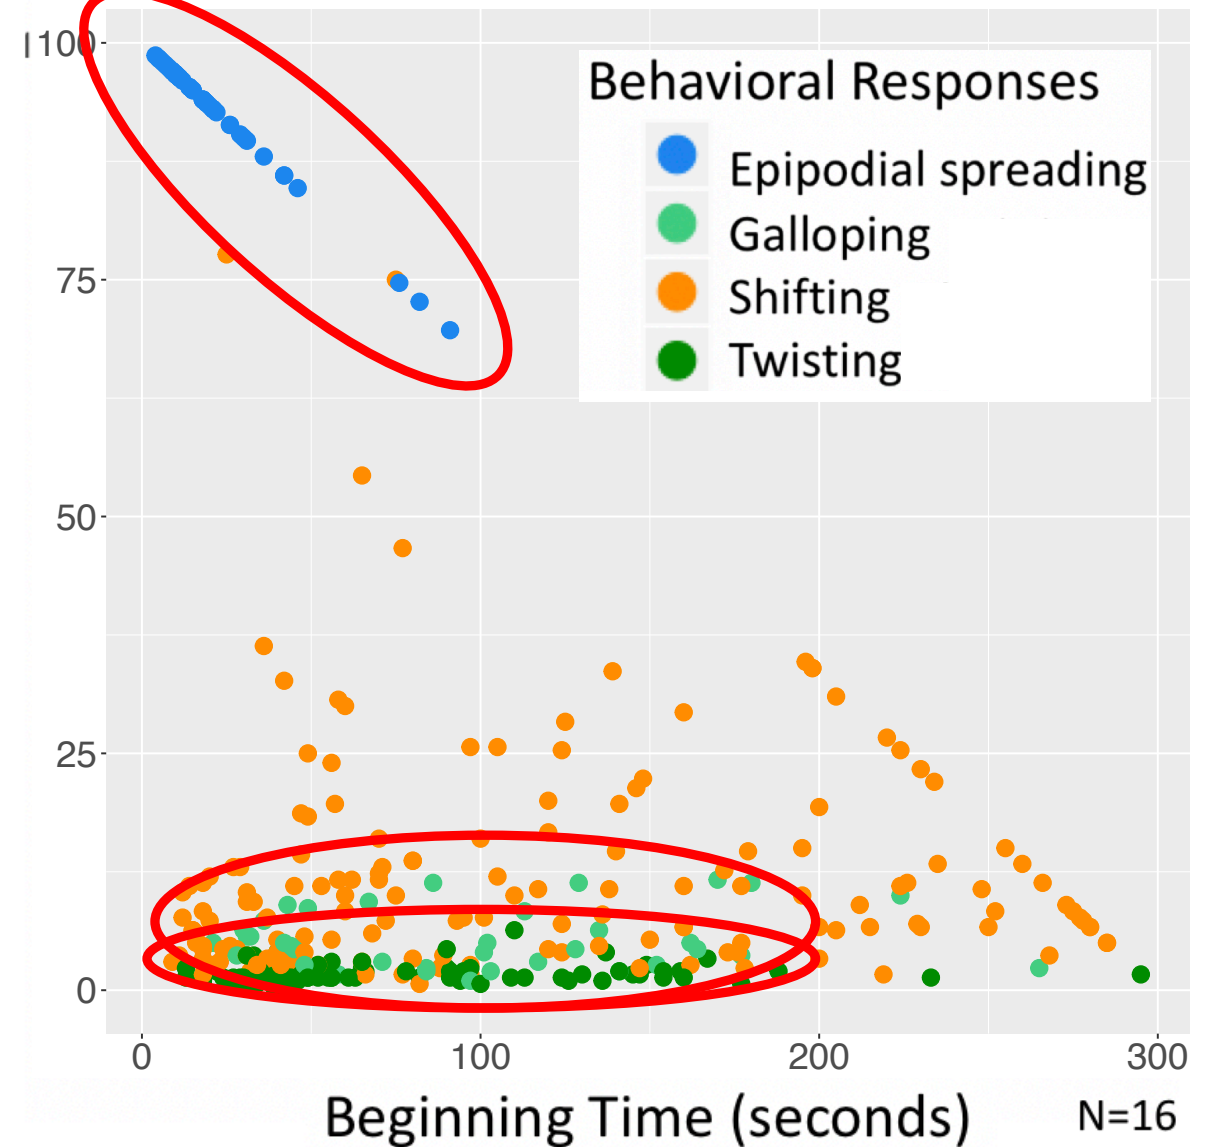 100
75
50
25
0
Behavioral Responses
Epipodial spreading
Galloping
Shifting
Twisting
0 100 200 300
Beginning Time (seconds)
N=16